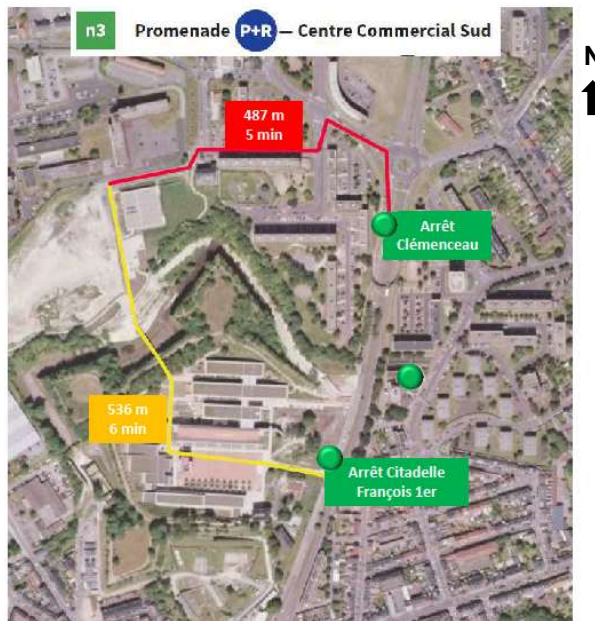 n3 Promenade P+R — Centre Commercial Sud
N
487 m
5 min
Arrêt
Clémenceau
536 m
6 min
Arrêt Citadelle
François 1er